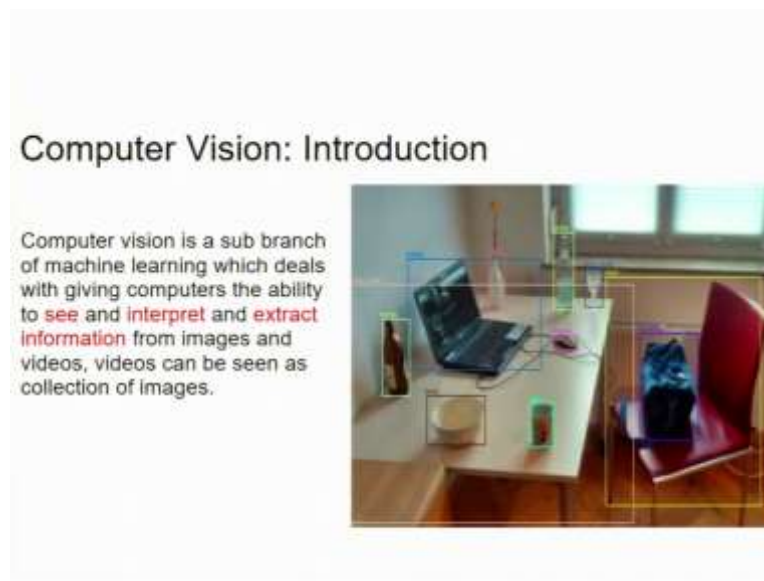 Computer Vision: Introduction
Computer vision is a sub branch
of machine learning which deals
with giving computers the ability
to see and interpret and extract
information from images and
videos, videos can be seen as
collection of images.